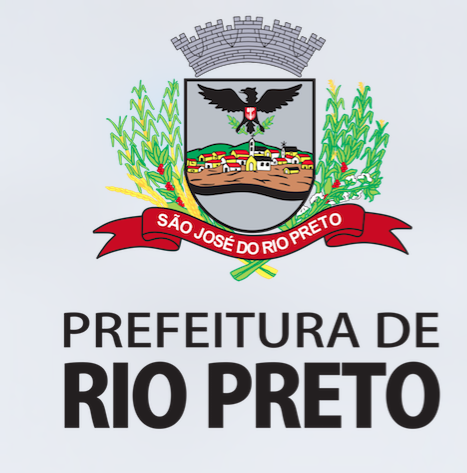 SÃO JOSÉ DO RIO PRETO
PREFEITURA DE
RIO PRETO